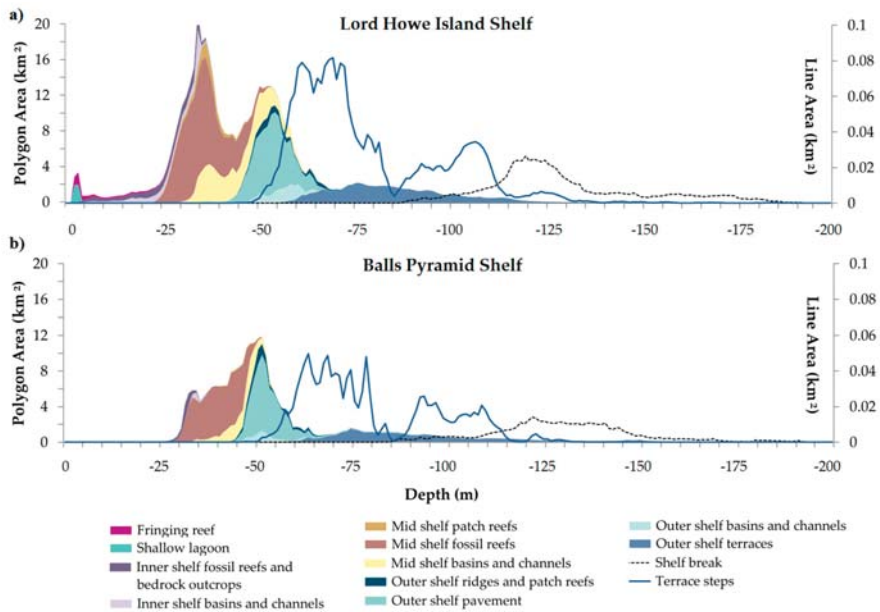 a)
Lord Howe Island Shelf
20
16
12
8
4
0
Polygon Area (km²)
0.1
0.08
0.06
0.04
0.02
0
Line Area (km²)
0 -25 -50 -75 -100 -125 -150 -175 -200
b)
Balls Pyramid Shelf
20
16
12
8
4
0
Polygon Area (km²)
0.1
0.08
0.06
0.04
0.02
0
Line Area (km²)
0 -25 -50 -75 -100 -125 -150 -175 -200
Depth (m)
Fringing reef
Shallow lagoon
Inner shelf fossil reefs and
bedrock outcrops
Inner shelf basins and channels
Mid shelf patch reefs
Mid shelf fossil reefs
Mid shelf basins and channels
Outer shelf ridges and patch reefs
Outer shelf pavement
Outer shelf basins and channels
Outer shelf terraces
Shelf break
Terrace steps